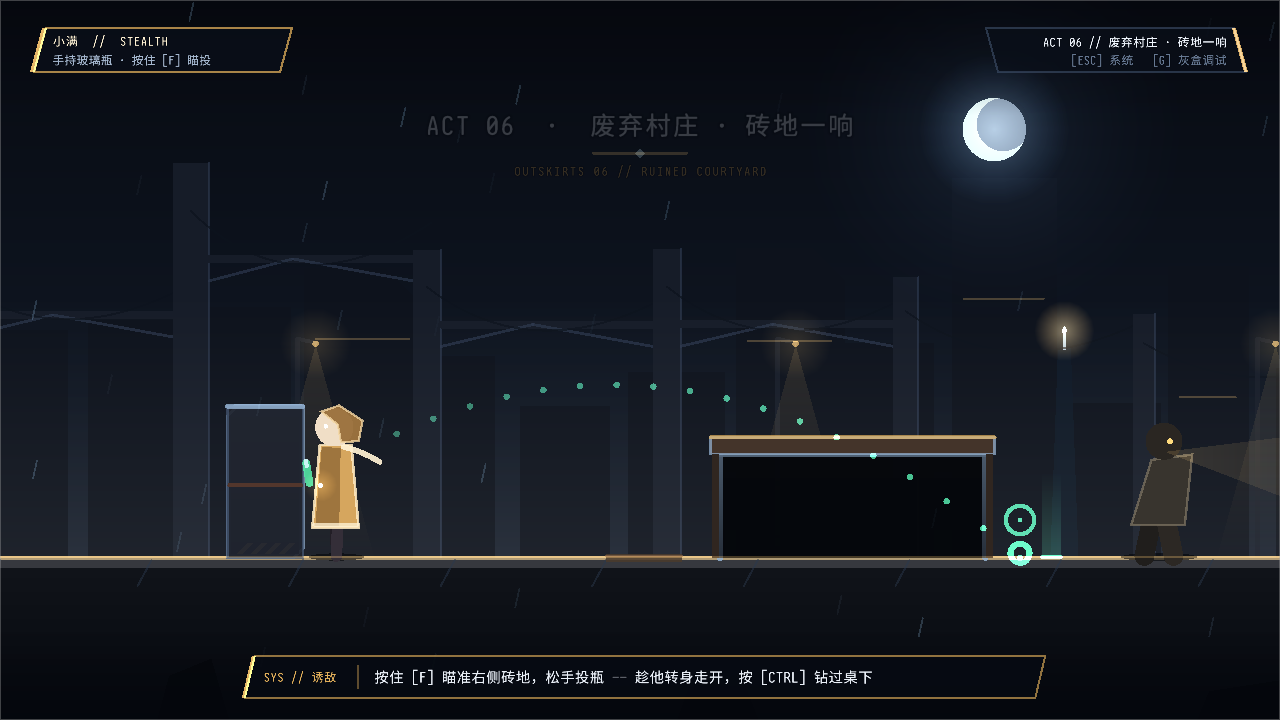 小满 // STEALTH
手持玻璃瓶 · 按住 [F] 瞄投
ACT 06 // 废弃村庄 · 砖地一响
[ESC] 系统 [G] 灰盒调试
ACT 06 · 废弃村庄 · 砖地一响
OUTSKIRTS 06 // RUINED COURTYARD
SYS // 诱敌
按住 [F] 瞄准右侧砖地，松手投瓶 —— 趁他转身走开，按 [CTRL] 钻过桌下